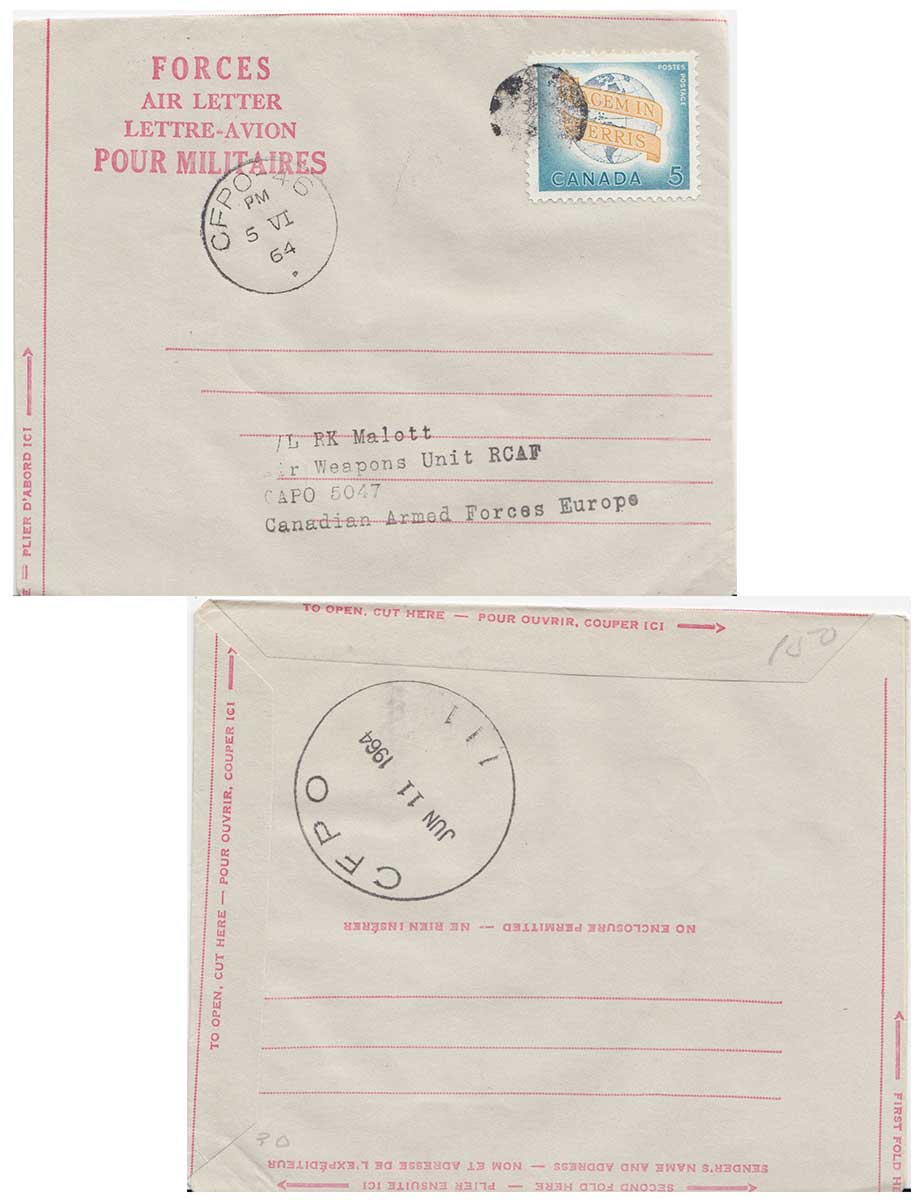 FORCES
AIR LETTER
LETTRE-AVION
POUR MILITAIRES
CFPO 46
PM
5 VI
64
POSTES POSTAGE
ACEM IN
ERRIS
CANADA 5
/L RK Malott
ir Weapons Unit RCAF
CAPO 5047
Canadian Armed Forces Europe
— PLIER D'ABORD ICI
TO OPEN, CUT HERE — POUR OUVRIR, COUPER ICI
150
TO OPEN, CUT HERE — POUR OUVRIR, COUPER ICI
CFPO
JUN 11 1964
111
NO ENCLOSURE PERMITTED -- NE RIEN INSÉRER
FIRST FOLD HE
SENDER'S NAME AND ADDRESS — NOM ET ADRESSE DE L'EXPÉDITEUR
SECOND FOLD HERE — PLIER ENSUITE ICI